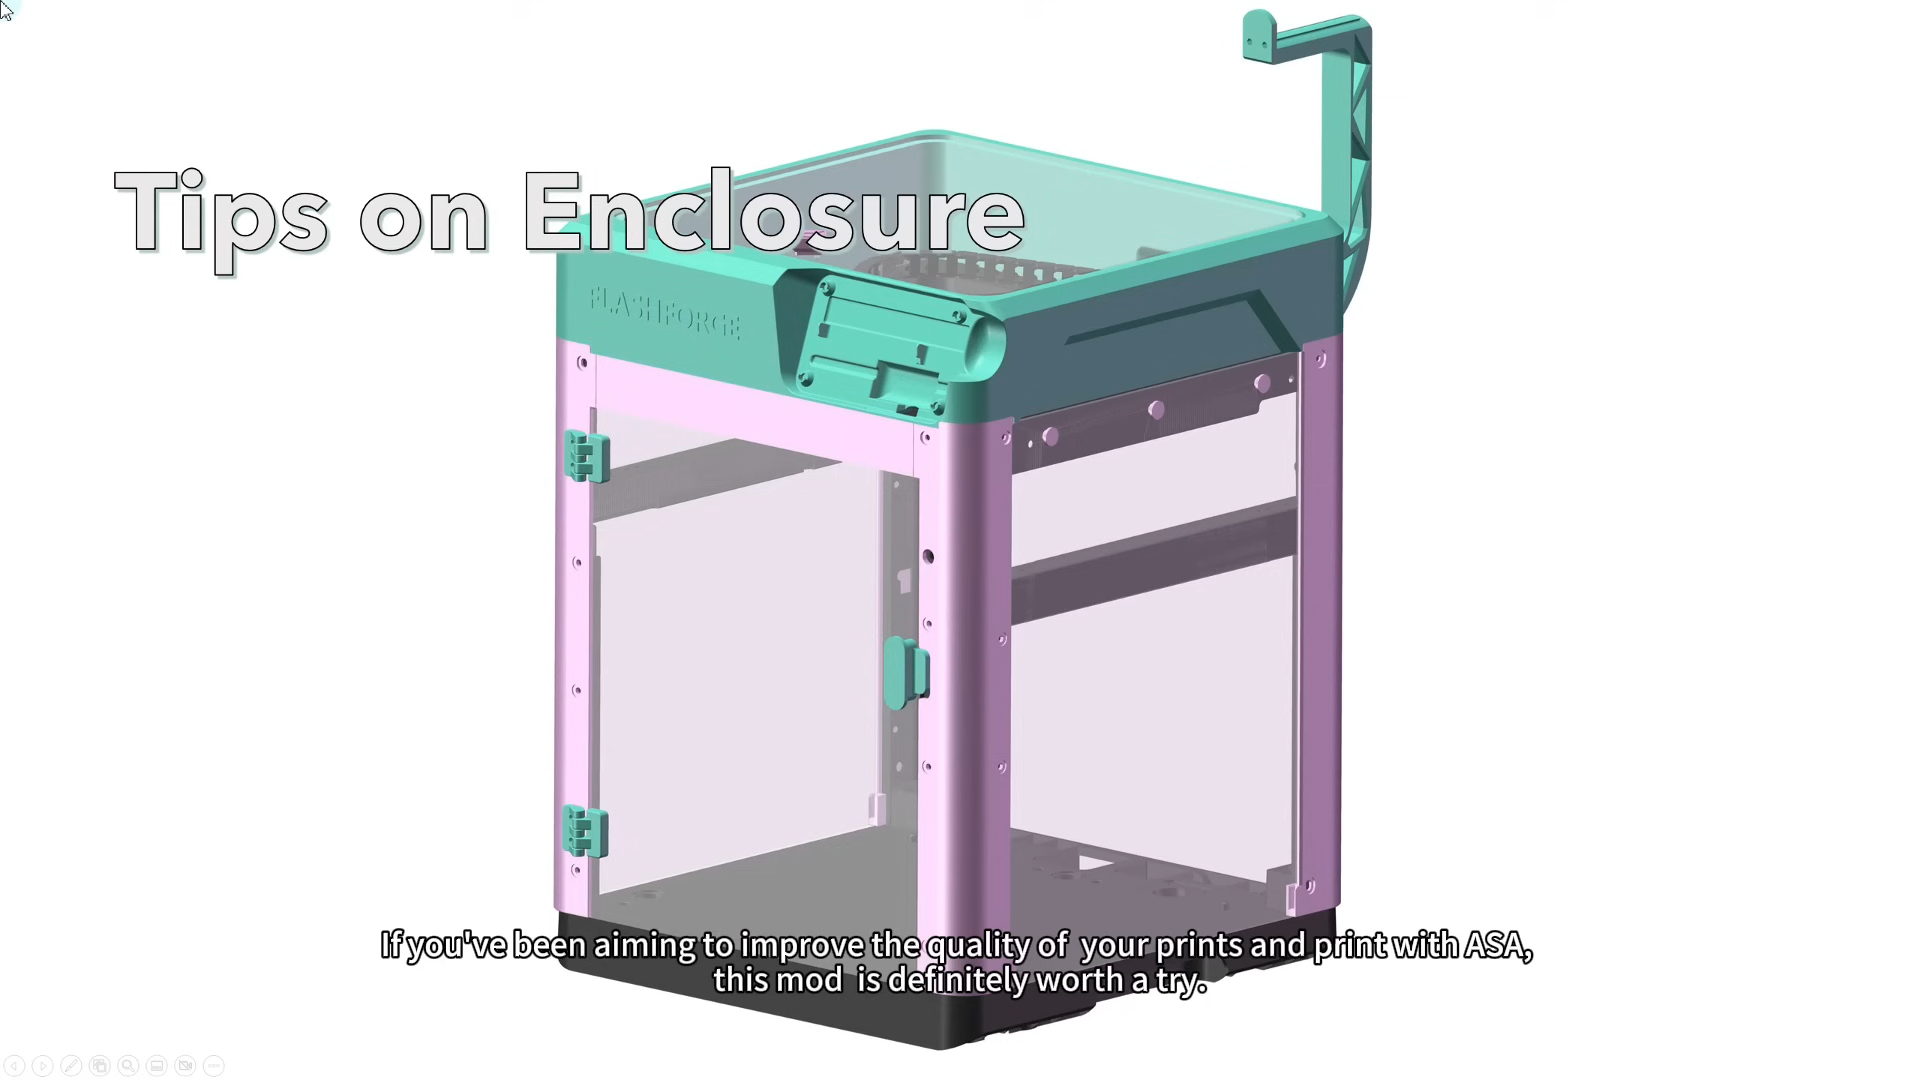 Tips on Enclosure
FLASHFORGE
If you've been aiming to improve the quality of your prints and print with ASA,
this mod is definitely worth a try.